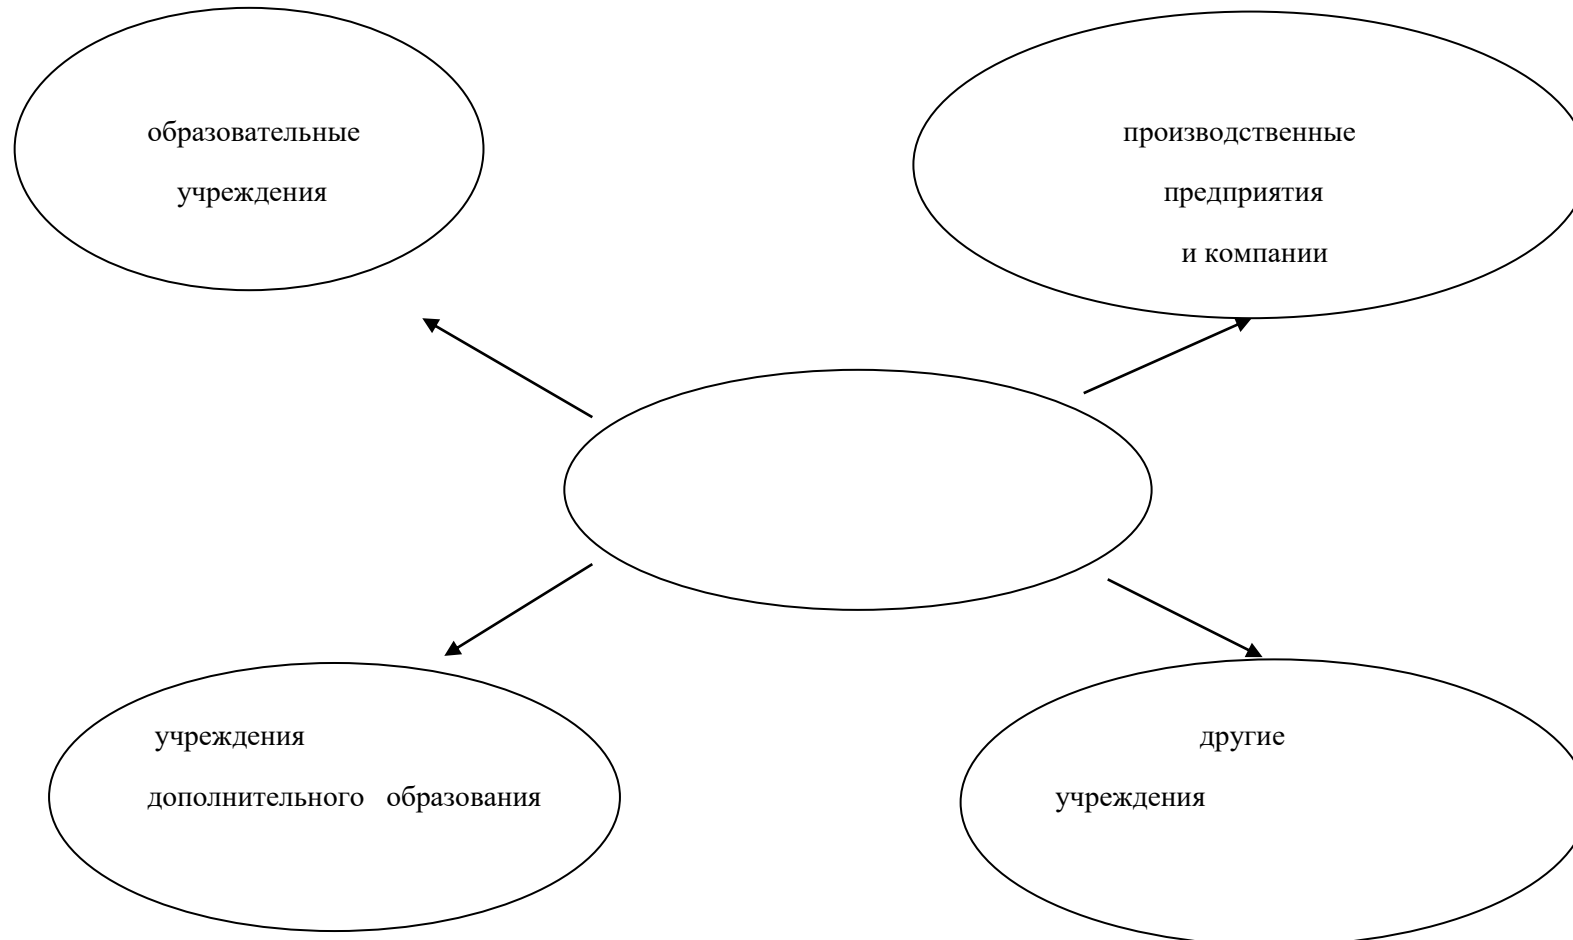 образовательные
учреждения
производственные
предприятия
и компании
учреждения
дополнительного образования
другие
учреждения